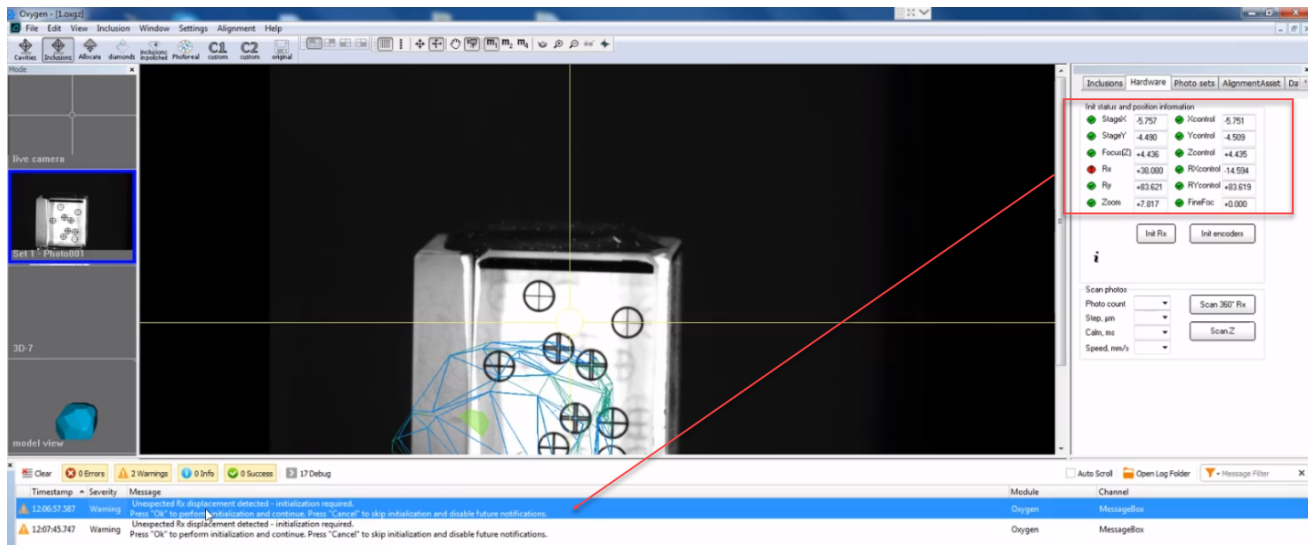 Oxygen - [1.oxgz]
File Edit View Inclusion Window Settings Alignment Help
Cavities Inclusions Allocate diamonds Inclusions in polished Photoreal C1 custom C2 custom original
m1 m2 m4
Mode
live camera
Set 1 - Photo001
3D-7
model view
Inclusions Hardware Photo sets AlignmentAssist Da
Init status and position information
StageX -5.757 Xcontrol -5.751
StageY -4.490 Ycontrol -4.509
Focus(Z) +4.436 Zcontrol +4.435
Rx +38.080 RXcontrol -14.594
Ry +83.621 RYcontrol +83.619
Zoom +7.817 FineFoc +0.000
Init Rx Init encoders
i
Scan photos
Photo count Scan 360° Rx
Step, µm
Calm, ms Scan Z
Speed, mm/s
Clear 0 Errors 2 Warnings 0 Info 0 Success 17 Debug Auto Scroll Open Log Folder Message Filter
Timestamp Severity Message Module Channel
12:06:57.587 Warning Unexpected Rx displacement detected - initialization required. Oxygen MessageBox
Press "Ok" to perform initialization and continue. Press "Cancel" to skip initialization and disable future notifications.
12:07:45.747 Warning Unexpected Rx displacement detected - initialization required. Oxygen MessageBox
Press "Ok" to perform initialization and continue. Press "Cancel" to skip initialization and disable future notifications.